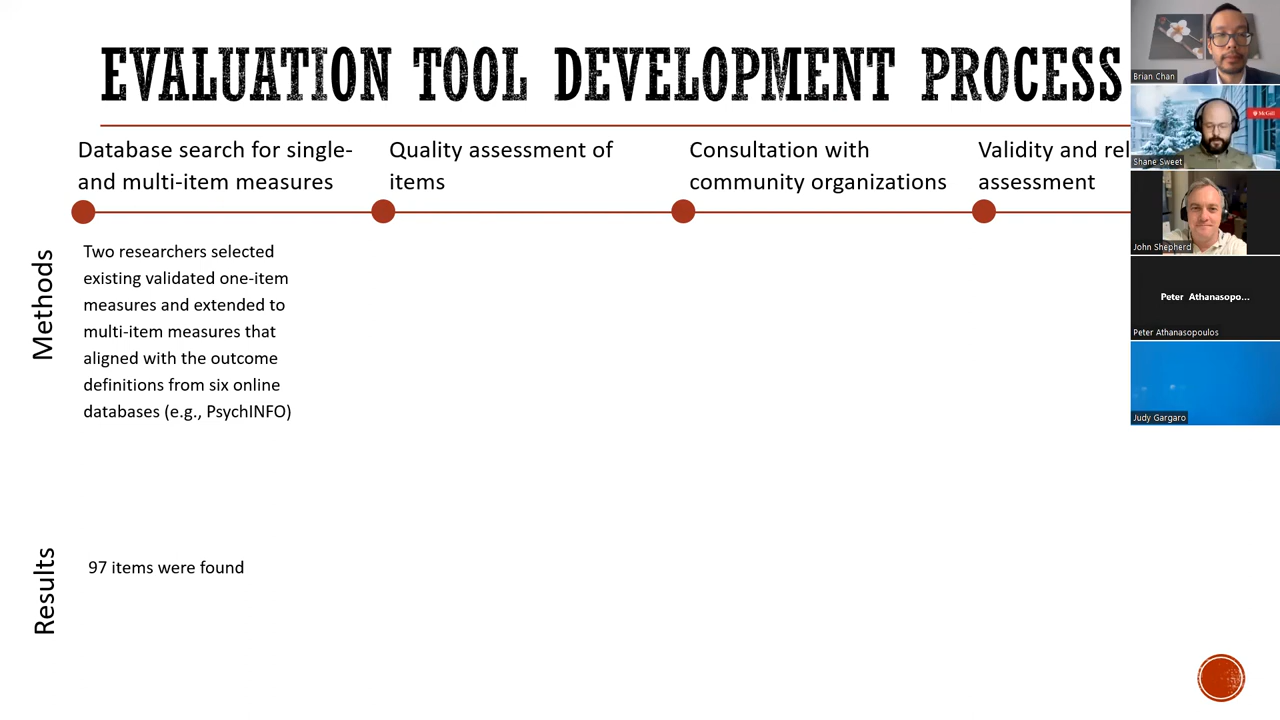 EVALUATION TOOL DEVELOPMENT PROCESS
Database search for single-
and multi-item measures
Quality assessment of
items
Consultation with
community organizations
Validity and rel
assessment
Methods
Two researchers selected
existing validated one-item
measures and extended to
multi-item measures that
aligned with the outcome
definitions from six online
databases (e.g., PsychINFO)
Results
97 items were found
Brian Chan
McGill
Shane Sweet
John Shepherd
Peter Athanasopo...
Peter Athanasopoulos
Judy Gargaro